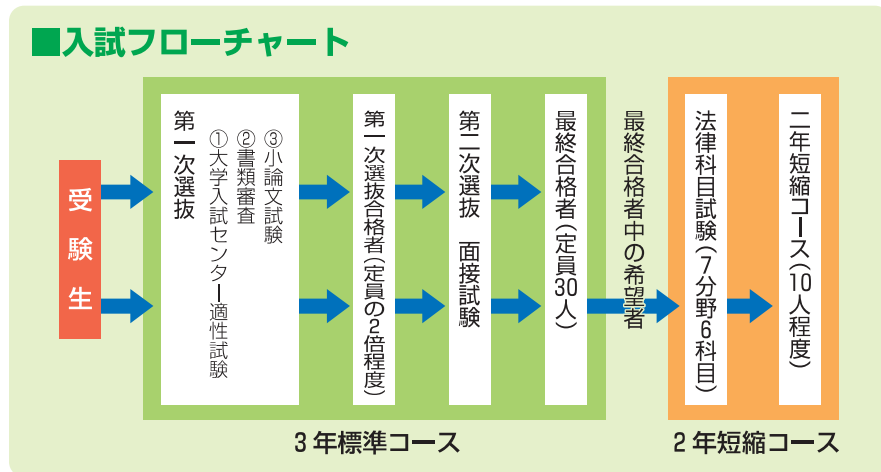 ■入試フローチャート
受験生
第一次選抜
①大学入試センター適性試験
②書類審査
③小論文試験
第一次選抜合格者(定員の2倍程度)
第二次選抜 面接試験
最終合格者(定員30人)
最終合格者中の希望者
法律科目試験(7分野6科目)
二年短縮コース(10人程度)
3年標準コース
2年短縮コース